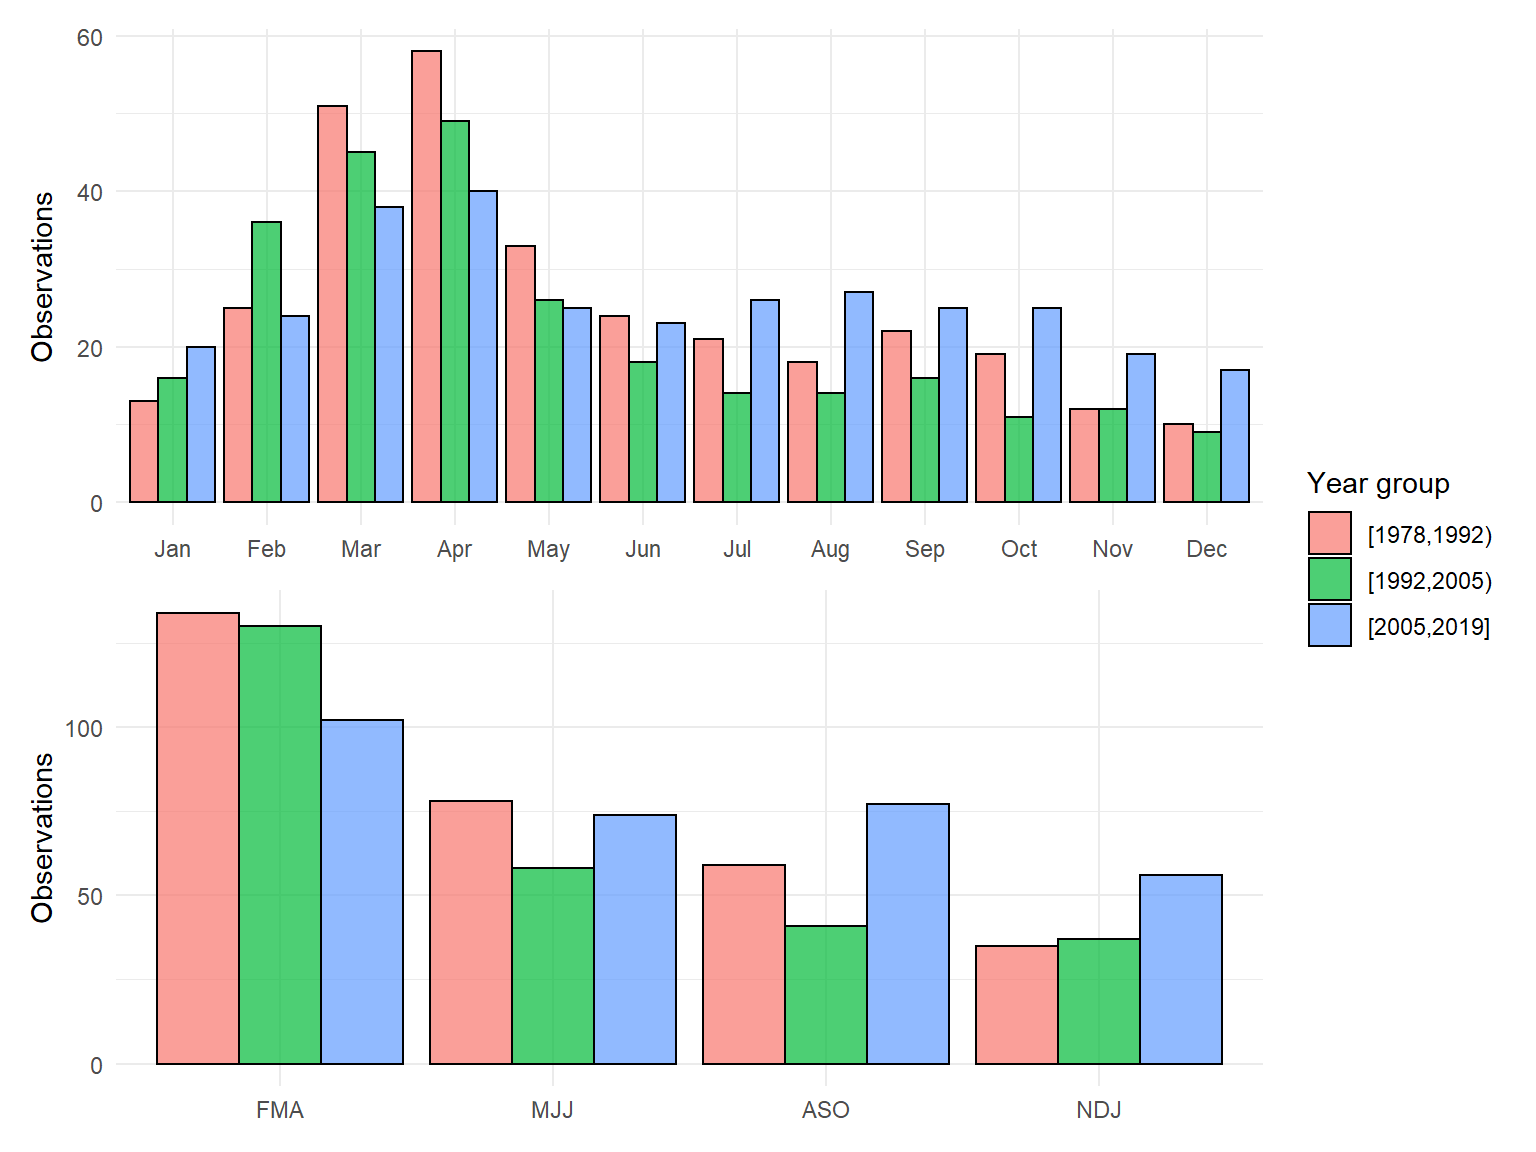 60
40
20
0
Observations
Jan Feb Mar Apr May Jun Jul Aug Sep Oct Nov Dec
100
50
0
Observations
FMA MJJ ASO NDJ
Year group
[1978,1992)
[1992,2005)
[2005,2019]